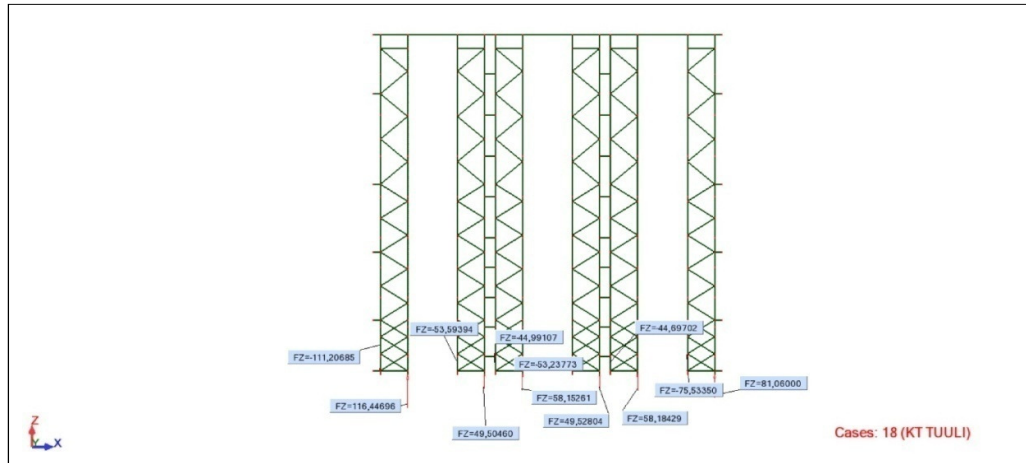 FZ=-53,59394
FZ=-44,69702
FZ=-44,99107
FZ=-111,20685
FZ=-53,23773
FZ=-75,53350
FZ=81,06000
FZ=58,15261
FZ=116,44696
FZ=49,52804
FZ=58,18429
FZ=49,50460
Z
Y
X
Cases: 18 (KT TUULI)